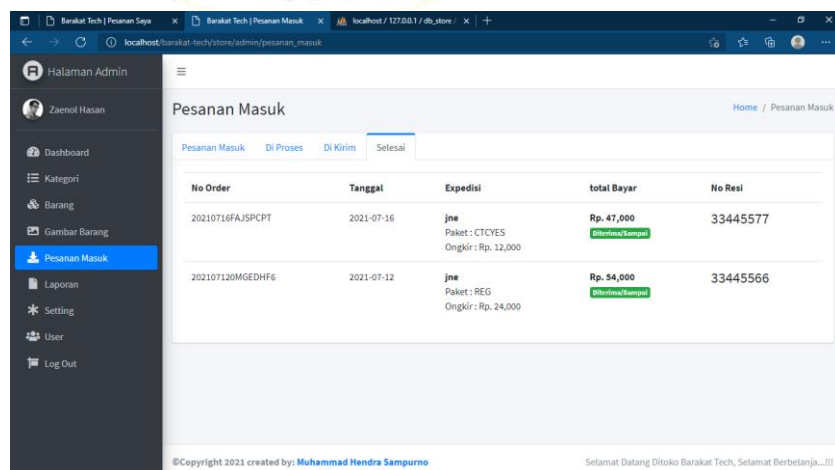 Barakat Tech | Pesanan Saya
Barakat Tech | Pesanan Masuk
localhost / 127.0.0.1 / db_store /
localhost/barakat-tech/store/admin/pesanan_masuk
Halaman Admin
Zaenol Hasan
Dashboard
Kategori
Barang
Gambar Barang
Pesanan Masuk
Laporan
Setting
User
Log Out
Pesanan Masuk
Home / Pesanan Masuk
Pesanan Masuk Di Proses Di Kirim Selesai
No Order Tanggal Expedisi total Bayar No Resi
20210716FAJSPCPT 2021-07-16 jne Rp. 47,000 33445577
Paket : CTCYES Diterima/Sampai
Ongkir : Rp. 12,000
202107120MGEDHF6 2021-07-12 jne Rp. 54,000 33445566
Paket : REG Diterima/Sampai
Ongkir : Rp. 24,000
©Copyright 2021 created by: Muhammad Hendra Sampurno
Selamat Datang Ditoko Barakat Tech, Selamat Berbelanja...!!!